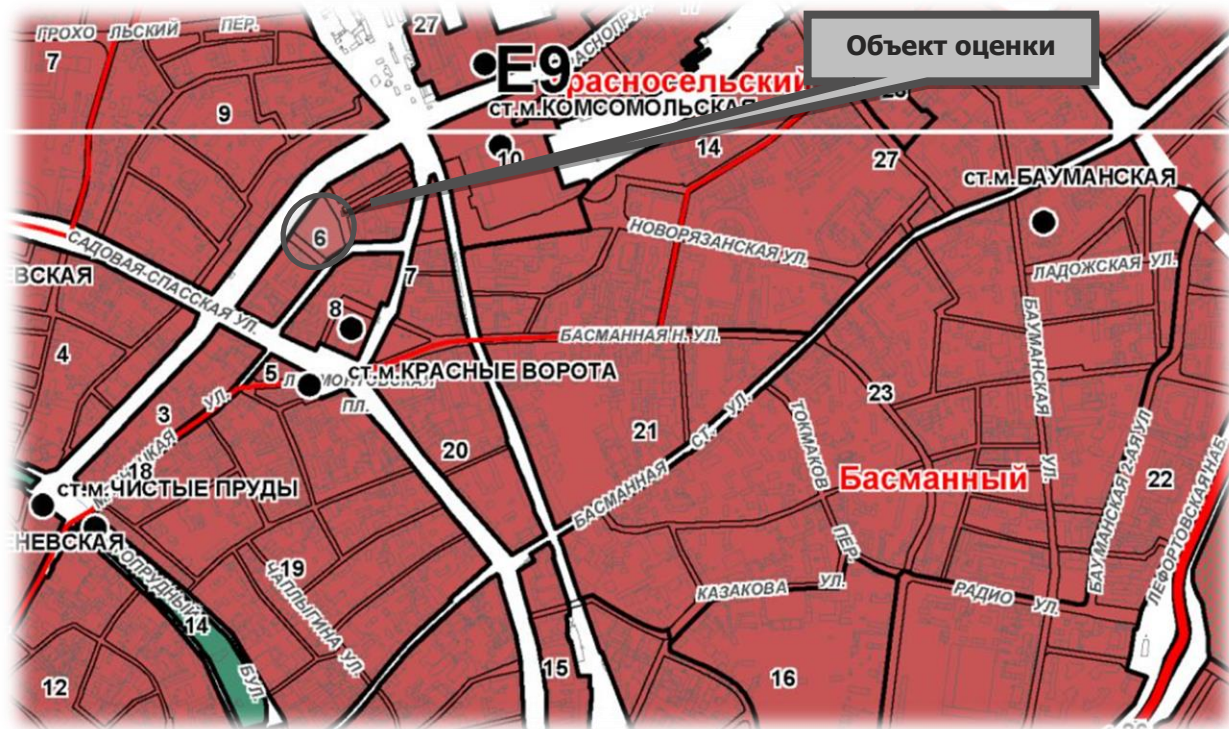 ГРОХО ЛЬСКИЙ ПЕР.
27
7
9
Е9
Объект оценки
расносельский
ст.м.КОМСОМОЛЬСКАЯ
10
14
27
ст.м.БАУМАНСКАЯ
6
САДОВАЯ-СПАССКАЯ УЛ.
НОВОРЯЗАНСКАЯ УЛ.
ЛАДОЖСКАЯ УЛ.
ЕВСКАЯ
7
8
БАСМАННАЯ Н. УЛ.
БАУМАНСКАЯ УЛ.
4
5
ст.м.КРАСНЫЕ ВОРОТА
ПЛ.
УЛ.
3
23
ТОКМАКОВ ПЕР.
20
21
БАСМАННАЯ СТ. УЛ.
18
Басманный
22
БАУМАНСКАЯ 2-АЯ УЛ
ЛЕФОРТОВСКАЯ НАБ
ст.м.ЧИСТЫЕ ПРУДЫ
ЕНЕВСКАЯ
ОПРУДНЫЙ БУЛ.
19
ЧАПЛЫГИНА УЛ.
КАЗАКОВА УЛ.
РАДИО УЛ.
14
12
15
16